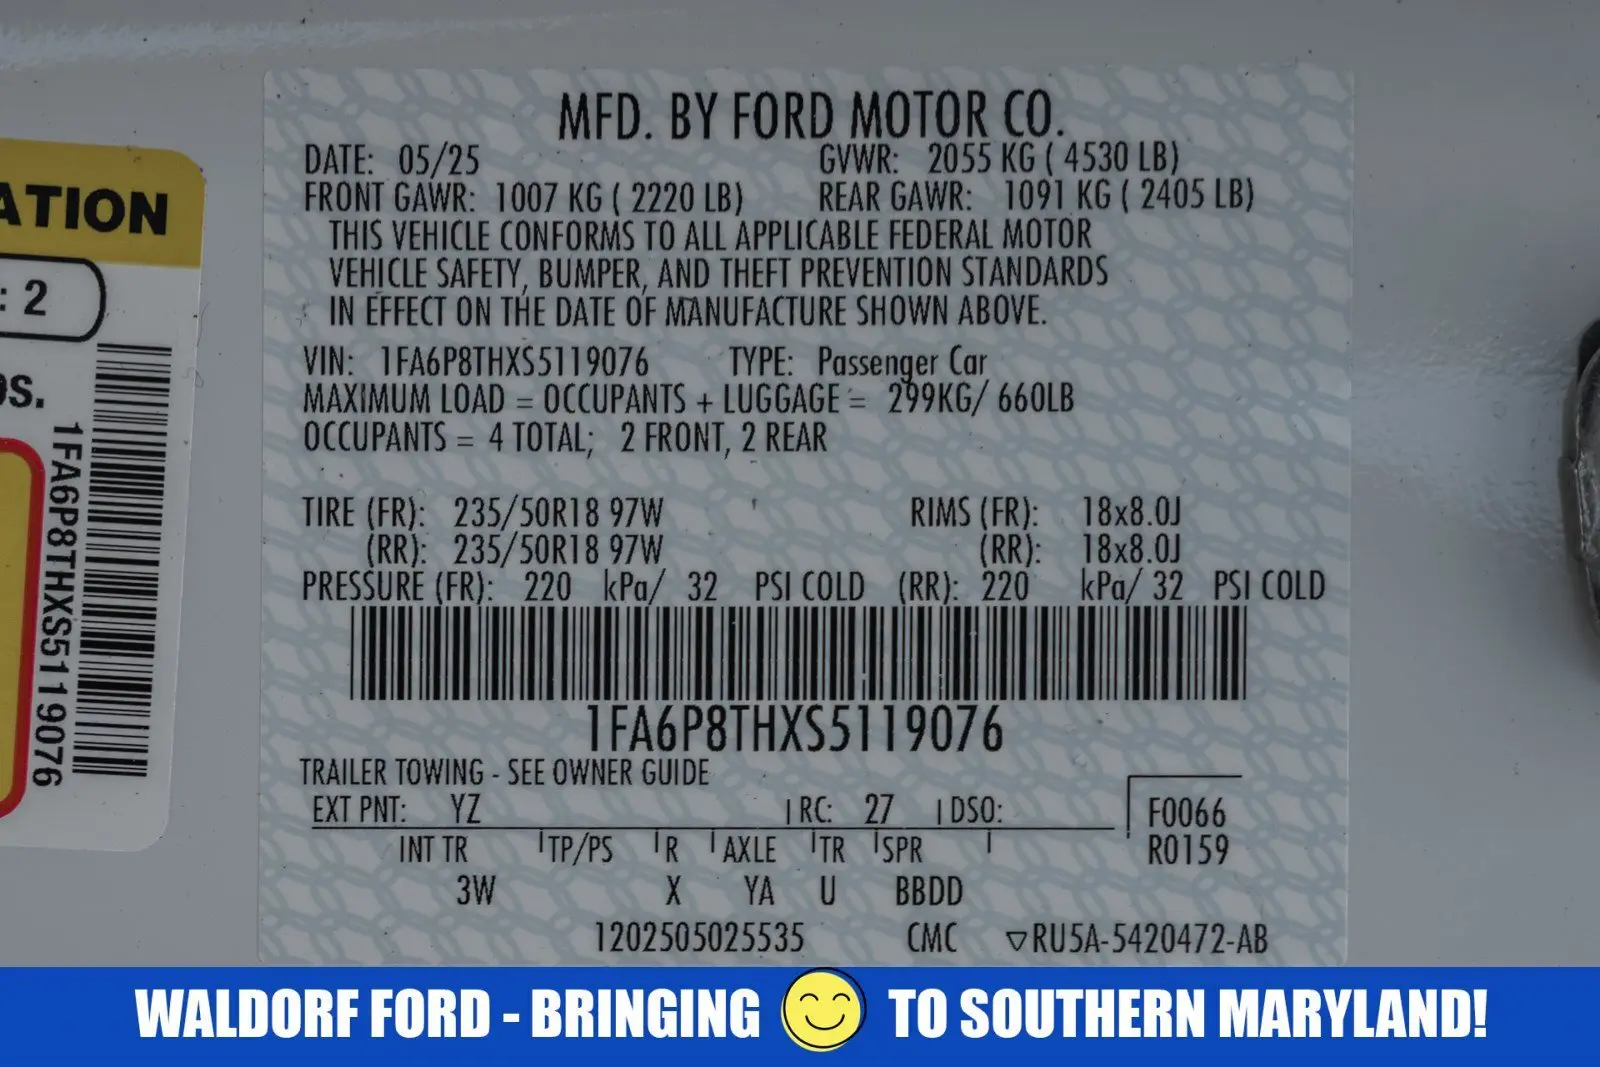 MFD. BY FORD MOTOR CO.
DATE: 05/25 GVWR: 2055 KG ( 4530 LB)
FRONT GAWR: 1007 KG ( 2220 LB) REAR GAWR: 1091 KG ( 2405 LB)
THIS VEHICLE CONFORMS TO ALL APPLICABLE FEDERAL MOTOR
VEHICLE SAFETY, BUMPER, AND THEFT PREVENTION STANDARDS
IN EFFECT ON THE DATE OF MANUFACTURE SHOWN ABOVE.
VIN: 1FA6P8THXS5119076 TYPE: Passenger Car
MAXIMUM LOAD = OCCUPANTS + LUGGAGE = 299KG/ 660LB
OCCUPANTS = 4 TOTAL; 2 FRONT, 2 REAR
TIRE (FR): 235/50R18 97W RIMS (FR): 18x8.0J
(RR): 235/50R18 97W (RR): 18x8.0J
PRESSURE (FR): 220 kPa/ 32 PSI COLD (RR): 220 kPa/ 32 PSI COLD
1FA6P8THXS5119076
TRAILER TOWING - SEE OWNER GUIDE
EXT PNT: YZ RC: 27 DSO: F0066
INT TR TP/PS R AXLE TR SPR R0159
3W X YA U BBDD
1202505025535 CMC ▽RU5A-5420472-AB
ATION
: 2
os.
1FA6P8THXS5119076
WALDORF FORD - BRINGING 😊 TO SOUTHERN MARYLAND!